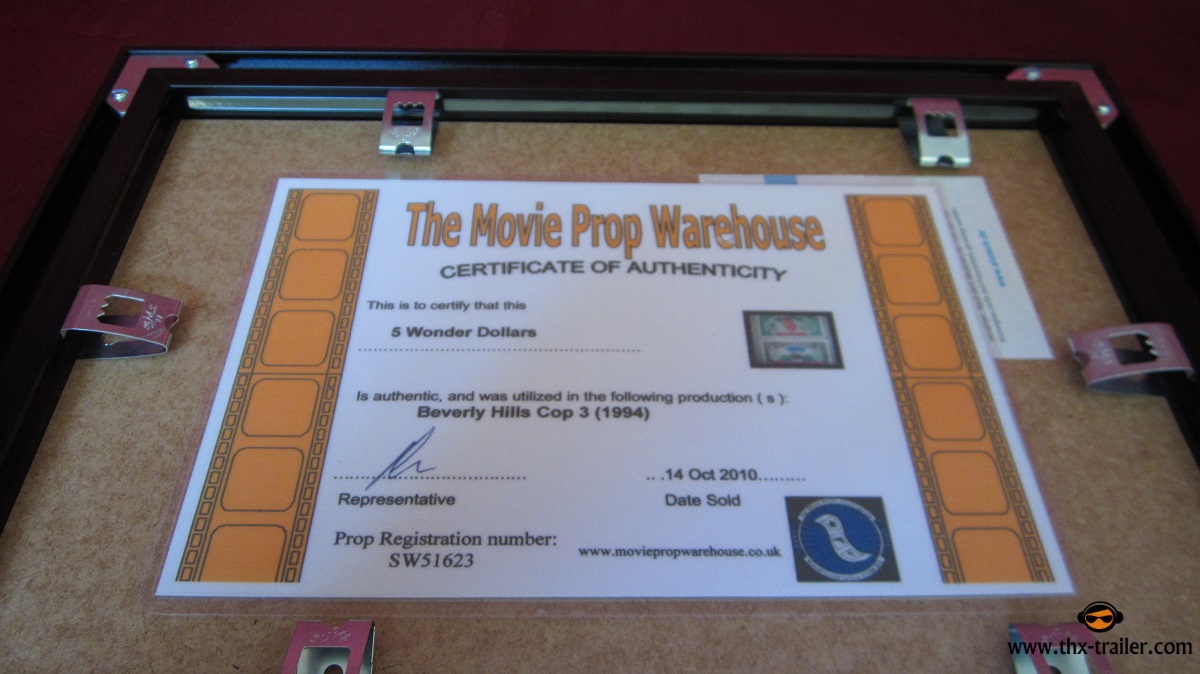 The Movie Prop Warehouse
CERTIFICATE OF AUTHENTICITY
This is to certify that this
5 Wonder Dollars
Is authentic, and was utilized in the following production ( s ):
Beverly Hills Cop 3 (1994)
14 Oct 2010
Representative
Date Sold
Prop Registration number:
SW51623
www.moviepropwarehouse.co.uk
www.thx-trailer.com